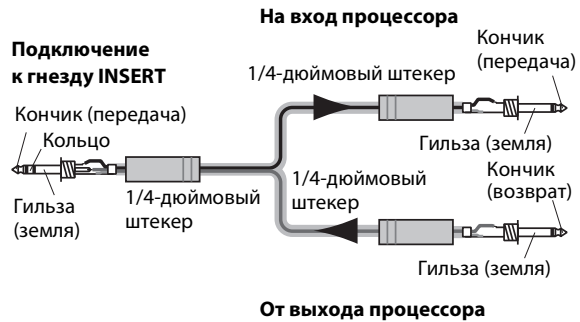 На вход процессора
Подключение
к гнезду INSERT
Кончик
(передача)
1/4-дюймовый штекер
Кончик (передача)
Кольцо
Гильза (земля)
Кончик
(возврат)
1/4-дюймовый
штекер
1/4-дюймовый
штекер
Гильза
(земля)
Гильза (земля)
От выхода процессора